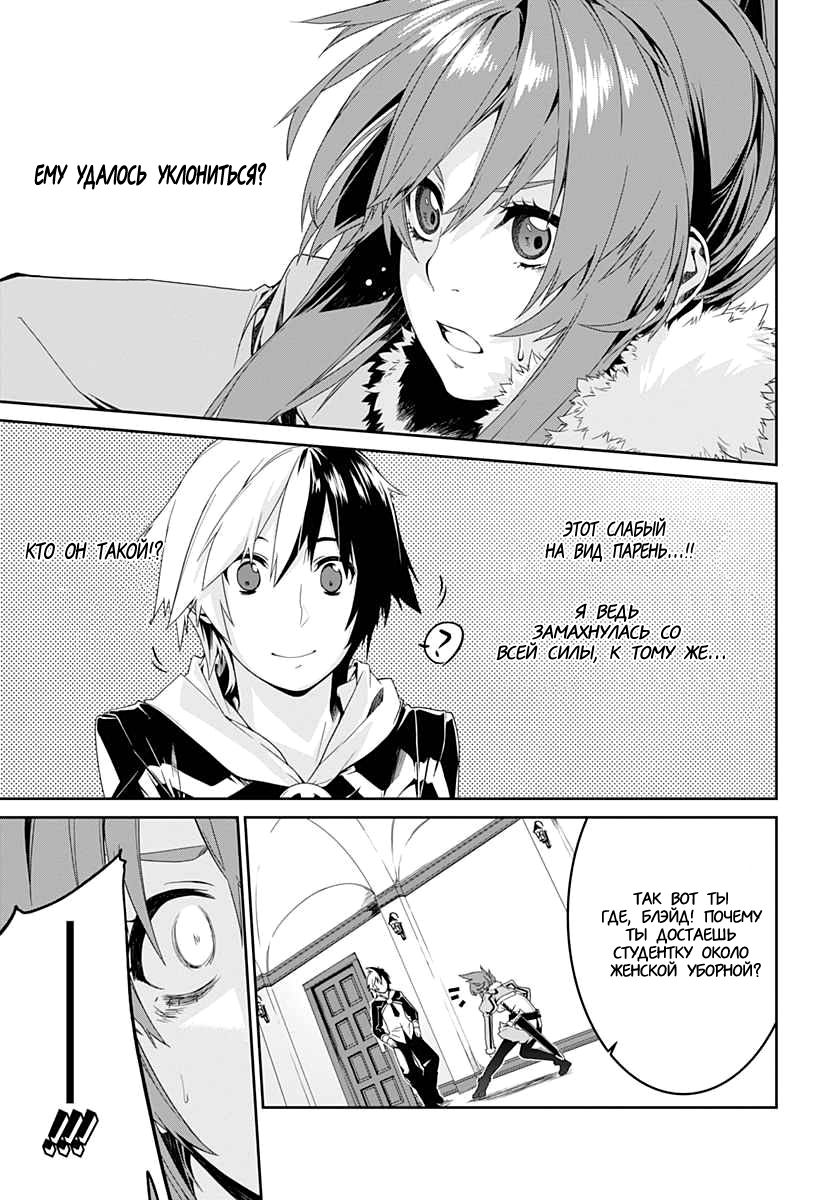 ЕМУ УДАЛОСЬ УКЛОНИТЬСЯ?
ЭТОТ СЛАБЫЙ
НА ВИД ПАРЕНЬ...!!
Я ВЕДЬ
ЗАМАХНУЛАСЬ СО
ВСЕЙ СИЛЫ, К ТОМУ ЖЕ...
КТО ОН ТАКОЙ!?
?
ТАК ВОТ ТЫ
ГДЕ, БЛЭЙД! ПОЧЕМУ
ТЫ ДОСТАЕШЬ
СТУДЕНТКУ ОКОЛО
ЖЕНСКОЙ УБОРНОЙ?
!!!